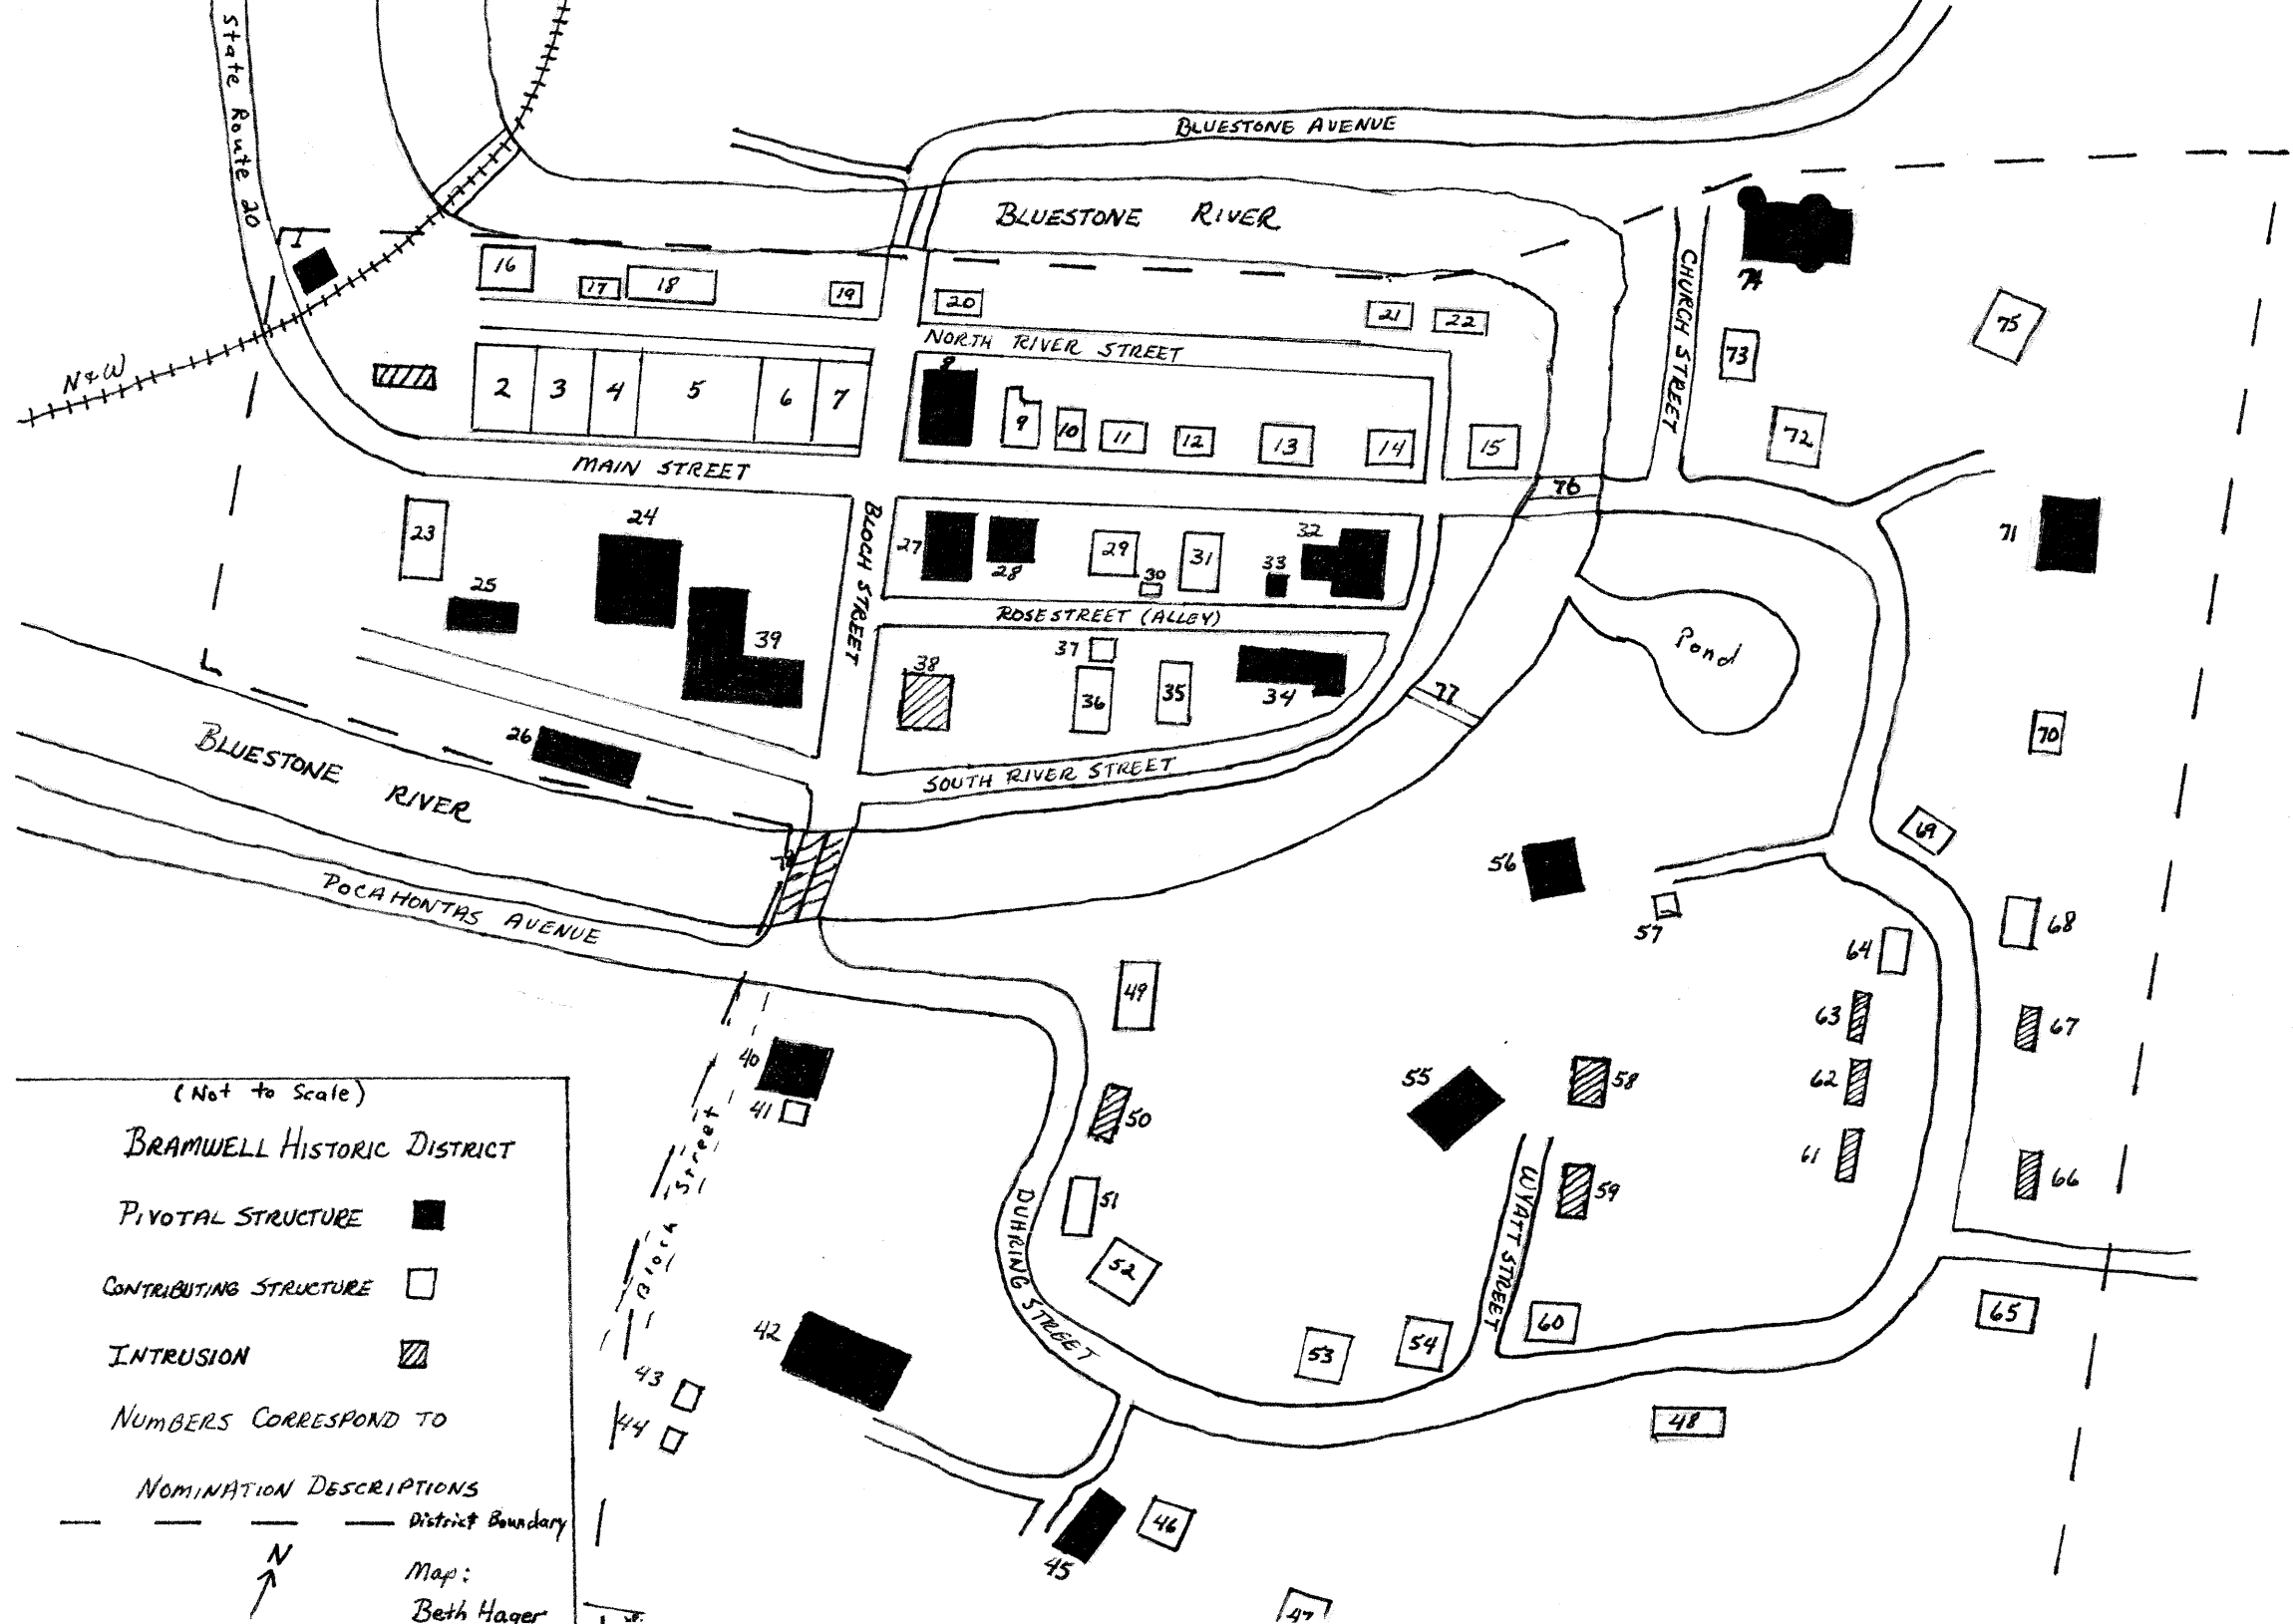 State Route 20
BLUESTONE AVENUE
BLUESTONE RIVER
1
16
17
18
19
20
21
22
NORTH RIVER STREET
CHURCH STREET
74
75
73
72
N&W
2
3
4
5
6
7
8
9
10
11
12
13
14
15
MAIN STREET
76
23
24
25
BLOCH STREET
27
28
29
30
31
32
33
71
ROSE STREET (ALLEY)
39
37
38
36
35
34
77
Pond
26
70
BLUESTONE
RIVER
SOUTH RIVER STREET
69
POCAHONTAS AVENUE
56
57
64
68
49
63
67
40
41
50
55
58
62
Bloch Street
51
61
66
59
52
DUHRING STREET
WYATT STREET
42
53
54
60
65
43
44
48
45
46
47
(Not to Scale)
BRAMWELL HISTORIC DISTRICT
PIVOTAL STRUCTURE
CONTRIBUTING STRUCTURE
INTRUSION
NUMBERS CORRESPOND TO
NOMINATION DESCRIPTIONS
District Boundary
N
Map:
Beth Hager